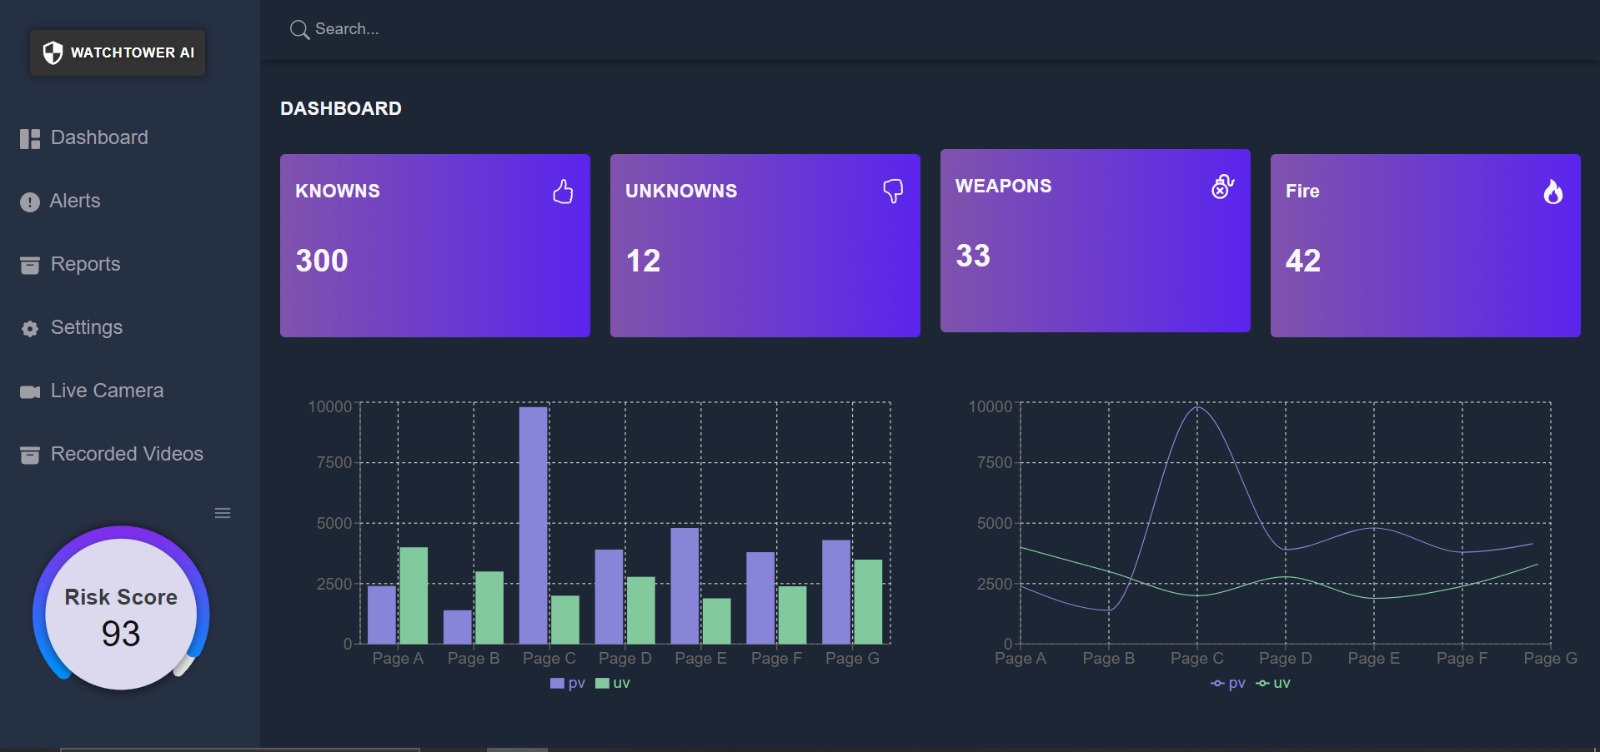 WATCHTOWER AI
Search...
Dashboard
Alerts
Reports
Settings
Live Camera
Recorded Videos
Risk Score
93
DASHBOARD
KNOWNS
300
UNKNOWNS
12
WEAPONS
33
Fire
42
10000
7500
5000
2500
0
Page A Page B Page C Page D Page E Page F Page G
pv uv
10000
7500
5000
2500
0
Page A Page B Page C Page D Page E Page F Page G
pv uv